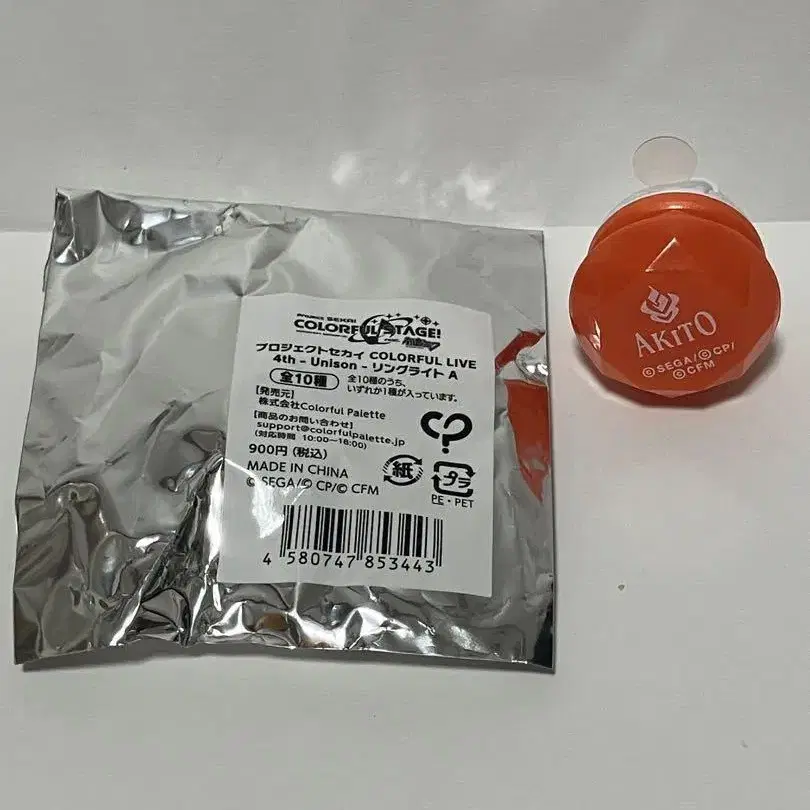 PROJECT SEKAI
COLORFUL STAGE!
プロジェクトセカイ COLORFUL LIVE
4th - Unison - リングライト A
全10種
全10種のうち、
いずれか1種が入っています。
【発売元】
株式会社Colorful Palette
【商品のお問い合わせ】
support@colorfulpalette.jp
(対応時間 10:00~18:00)
900円(税込)
MADE IN CHINA
© SEGA/© CP/© CFM
紙
プラ
PE・PET
4 580747 853443
AKITO
©SEGA/©CP/
©CFM